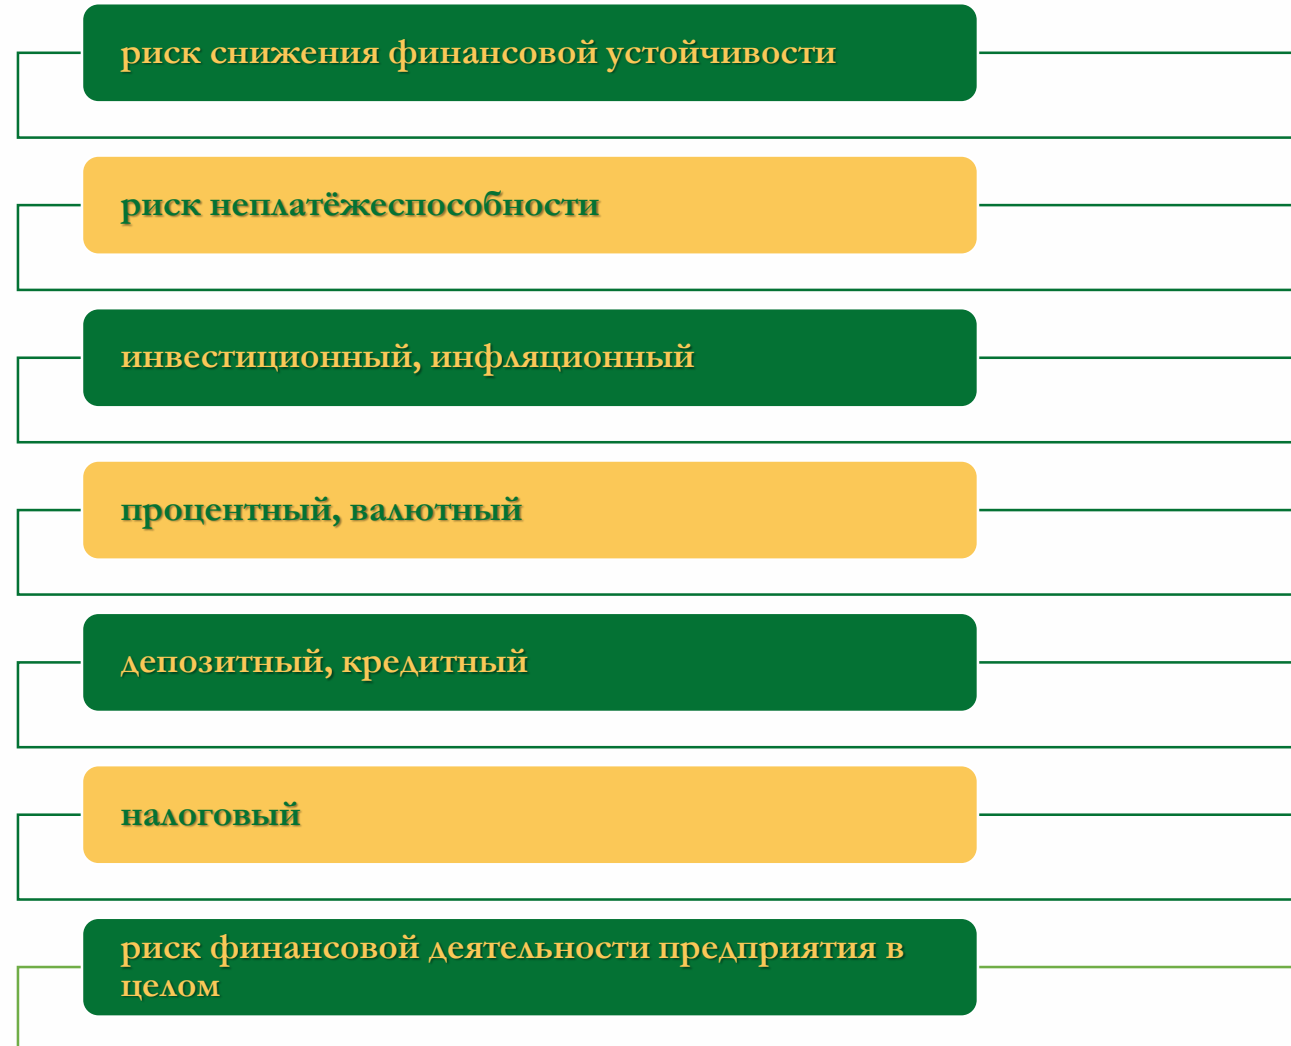 риск снижения финансовой устойчивости
риск неплатёжеспособности
инвестиционный, инфляционный
процентный, валютный
депозитный, кредитный
налоговый
риск финансовой деятельности предприятия в
целом